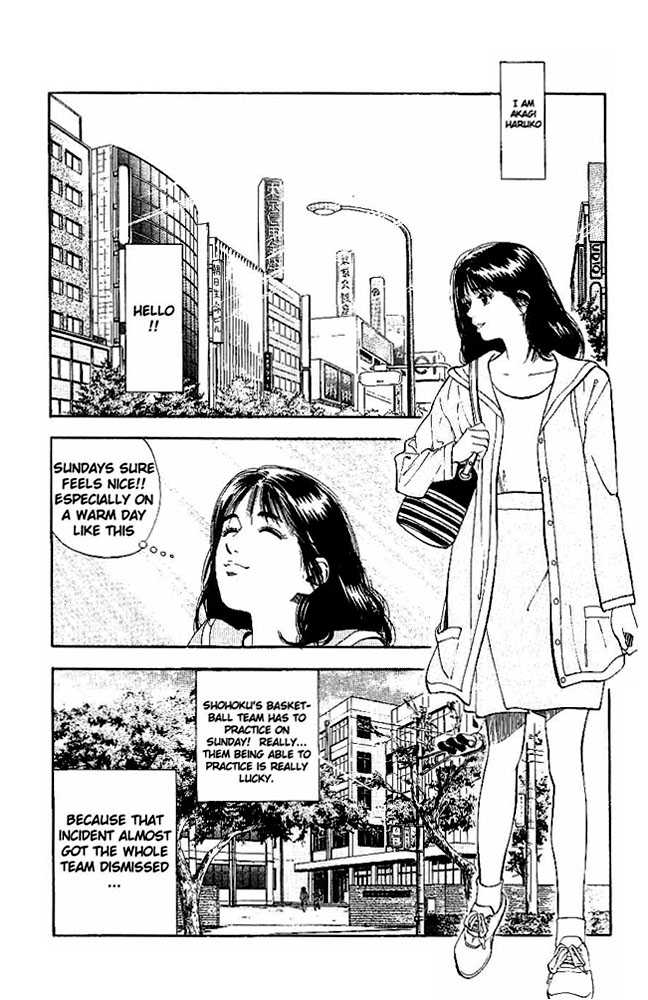 I AM
AKAGI
HARUKO
HELLO
!!
SUNDAYS SURE
FEELS NICE!!
ESPECIALLY ON
A WARM DAY
LIKE THIS
SHOHOKU'S BASKET-
BALL TEAM HAS TO
PRACTICE ON
SUNDAY! REALLY...
THEM BEING ABLE TO
PRACTICE IS REALLY
LUCKY.
BECAUSE THAT
INCIDENT ALMOST
GOT THE WHOLE
TEAM DISMISSED
...